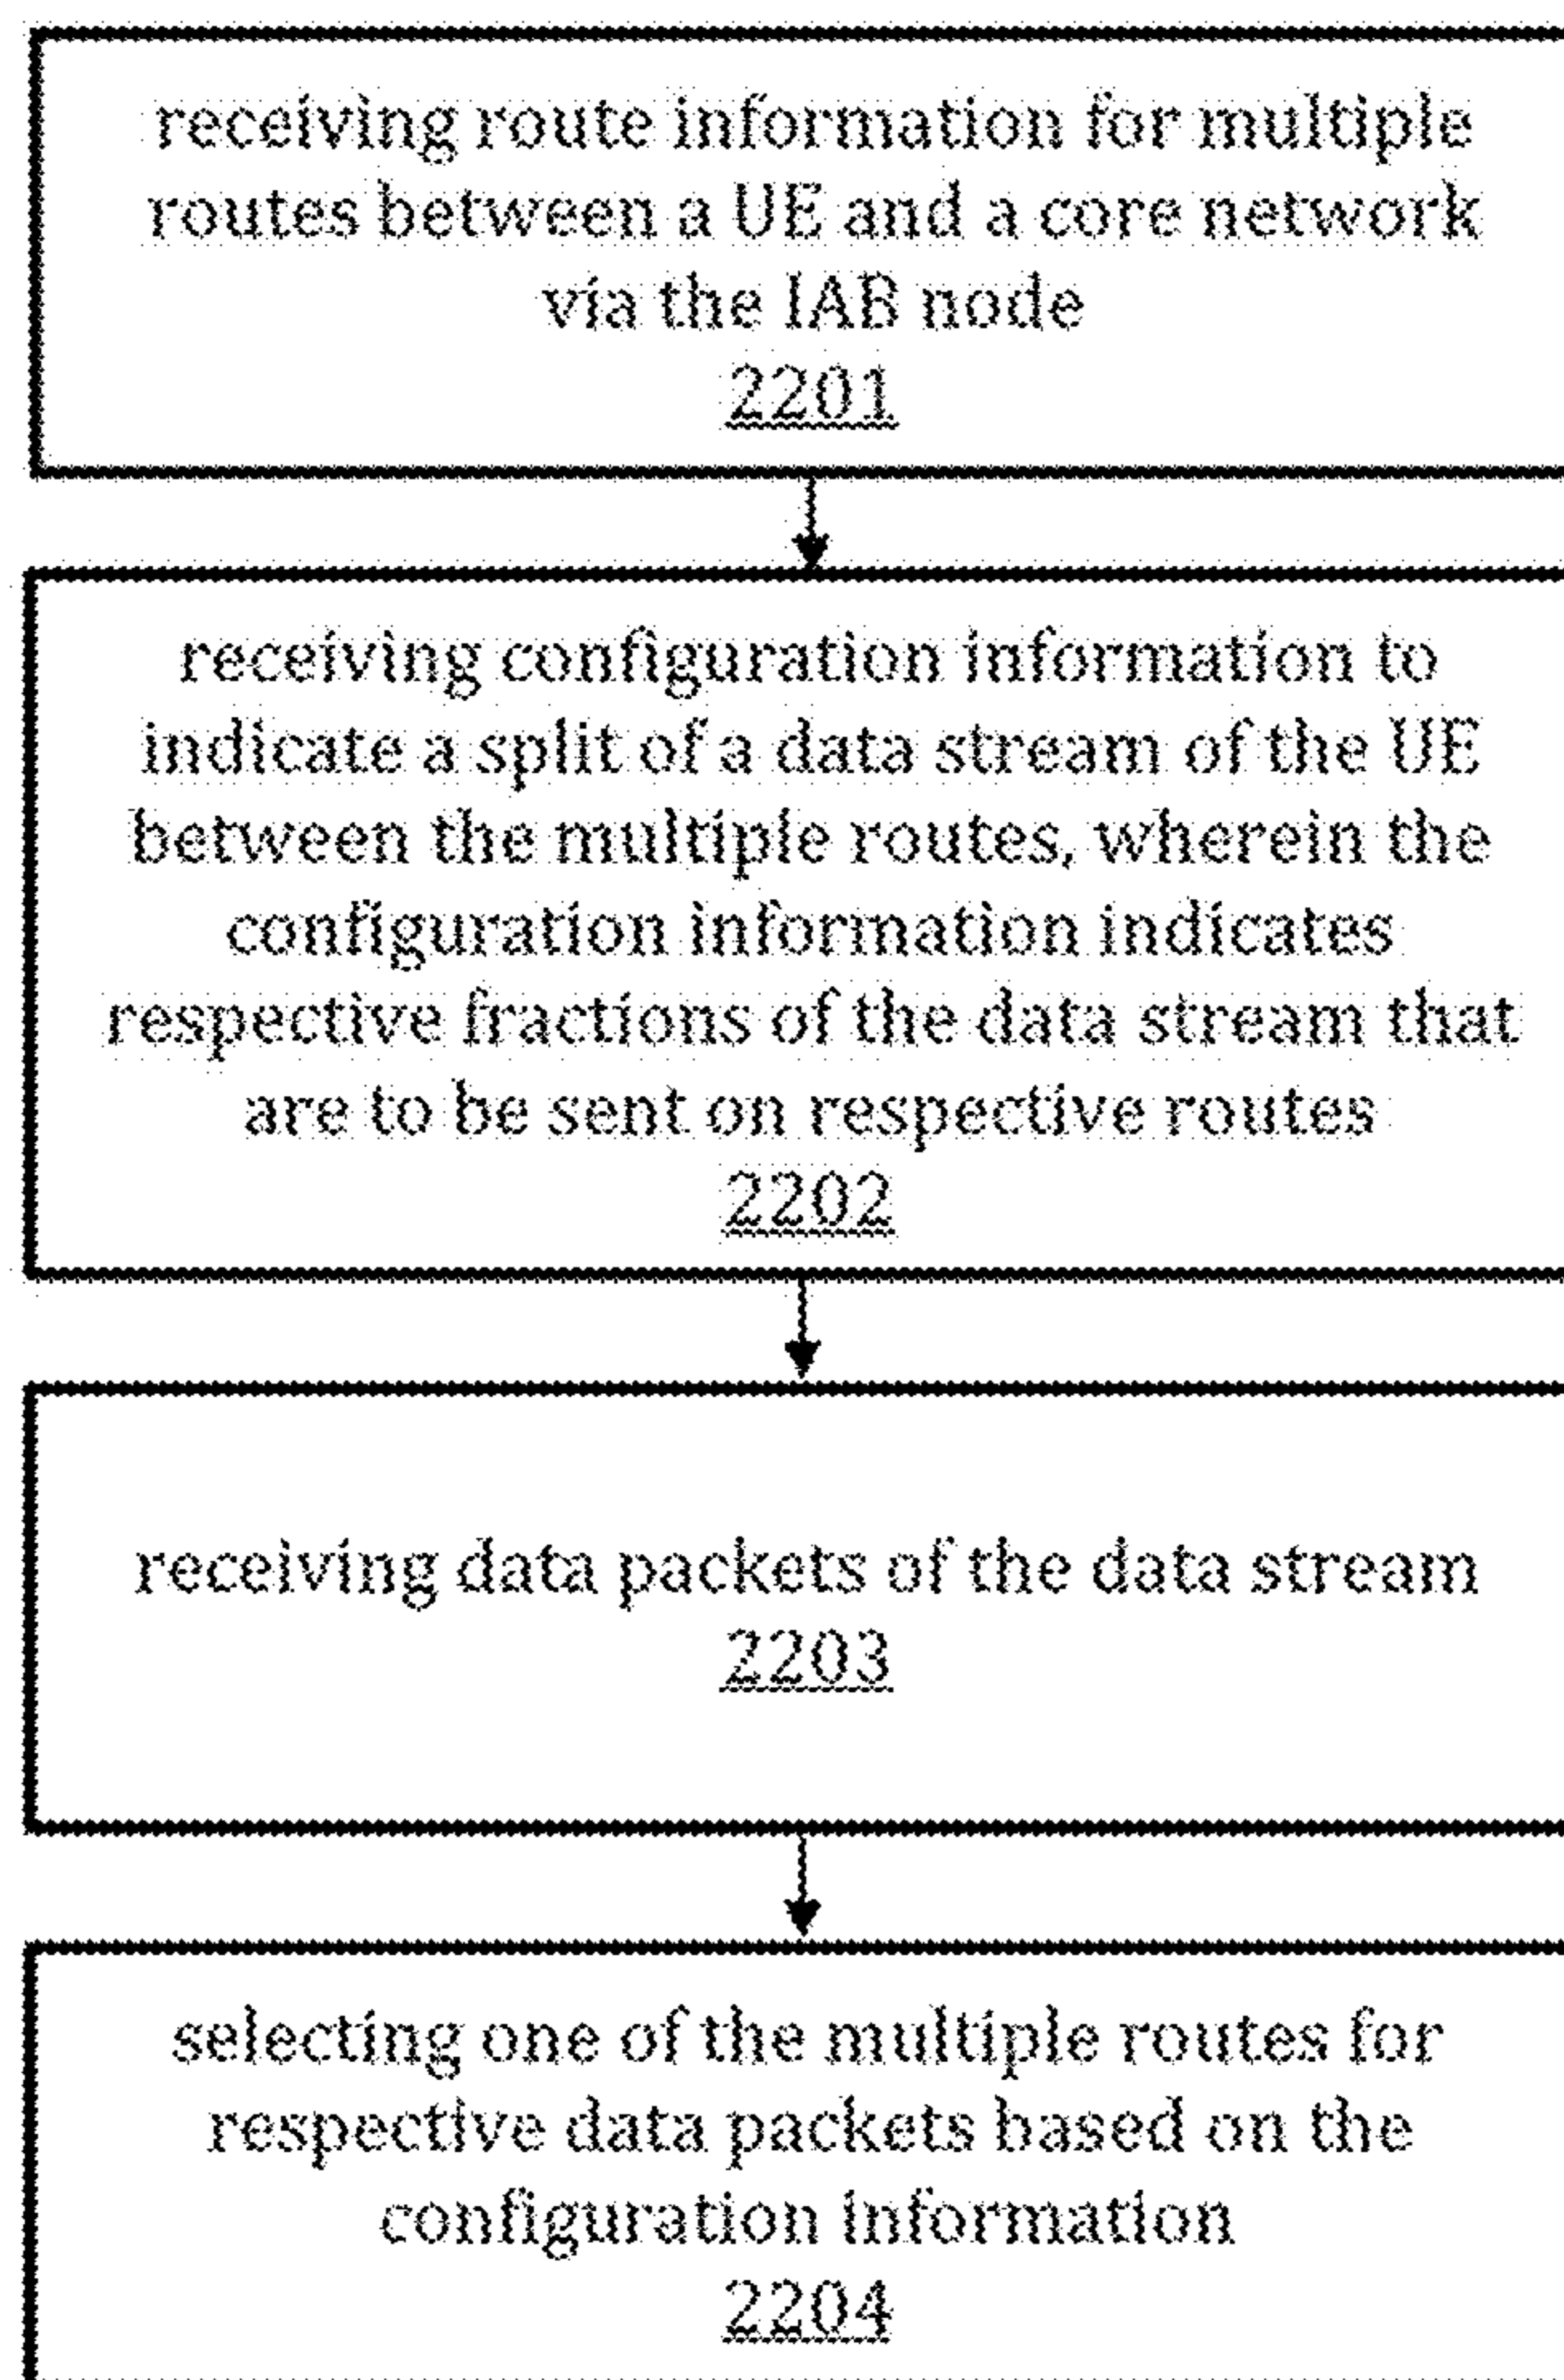 receiving route information for multiple
routes between a UE and a core network
via the IAB node
2201
receiving configuration information to
indicate a split of a data stream of the UE
between the multiple routes, wherein the
configuration information indicates
respective fractions of the data stream that
are to be sent on respective routes
2202
receiving data packets of the data stream
2203
selecting one of the multiple routes for
respective data packets based on the
configuration information
2204